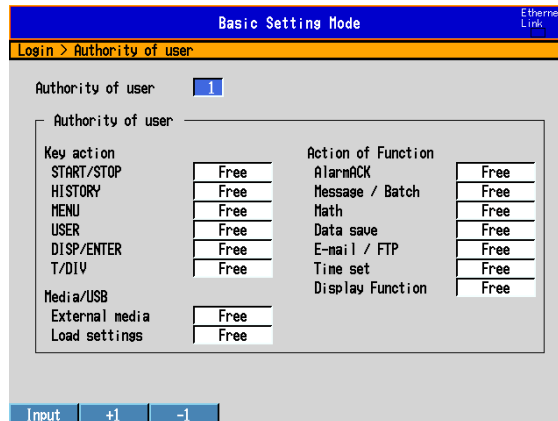 Basic Setting Mode
Etherne
Link
Login > Authority of user
Authority of user 1
Authority of user
Key action
START/STOP Free
HISTORY Free
MENU Free
USER Free
DISP/ENTER Free
T/DIV Free
Media/USB
External media Free
Load settings Free
Action of Function
AlarmACK Free
Message / Batch Free
Math Free
Data save Free
E-mail / FTP Free
Time set Free
Display Function Free
Input +1 -1